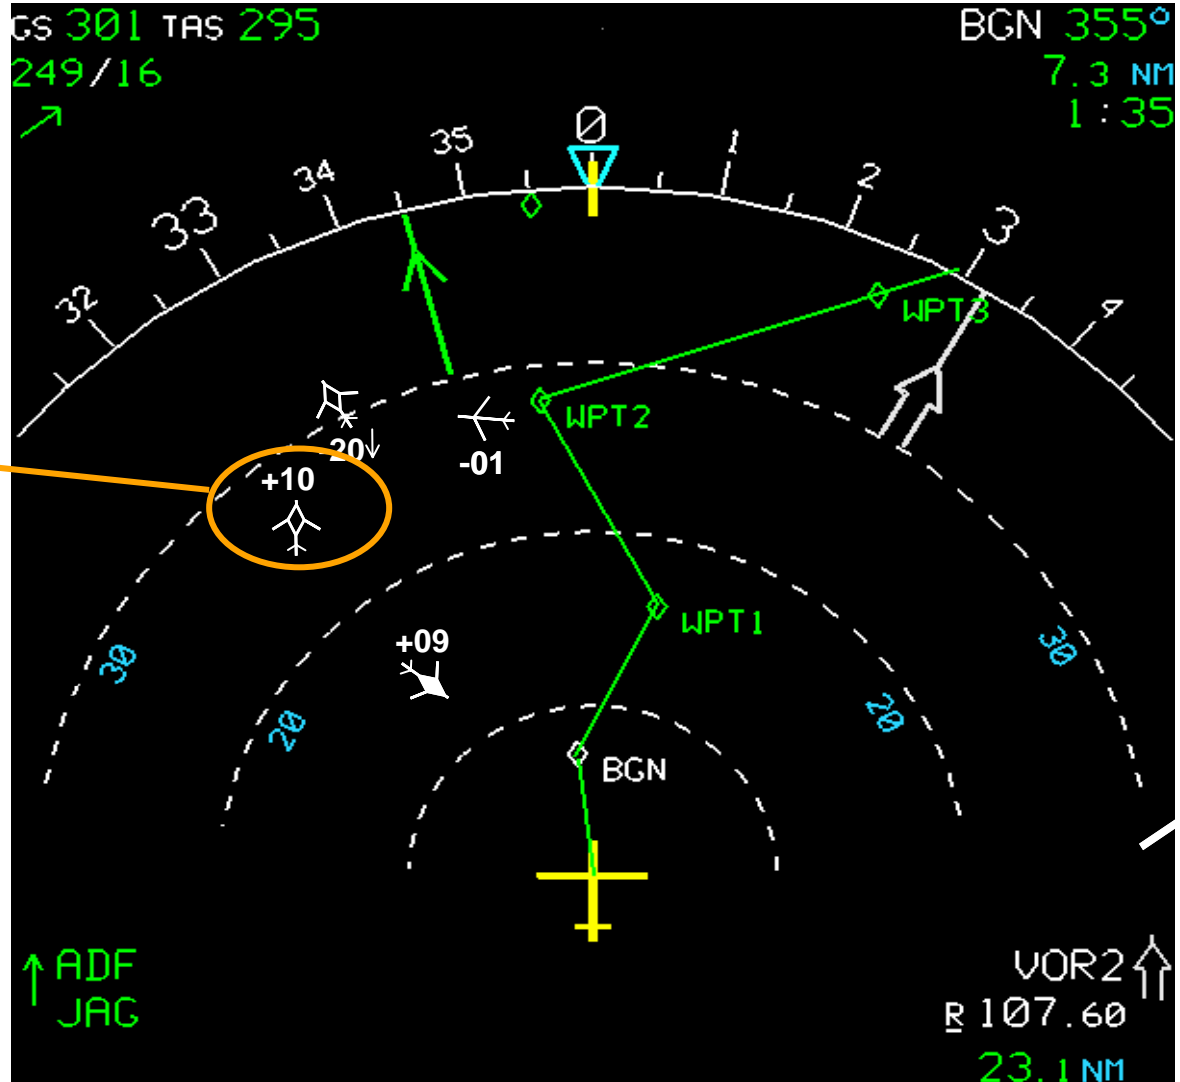 GS 301 TAS 295
249/16
BGN 355°
7.3 NM
1:35
32
33
34
35
0
1
2
3
4
WPT3
WPT2
-20↓
-01
+10
WPT1
+09
30
30
20
20
BGN
↑ ADF
JAG
VOR2
R 107.60
23.1 NM